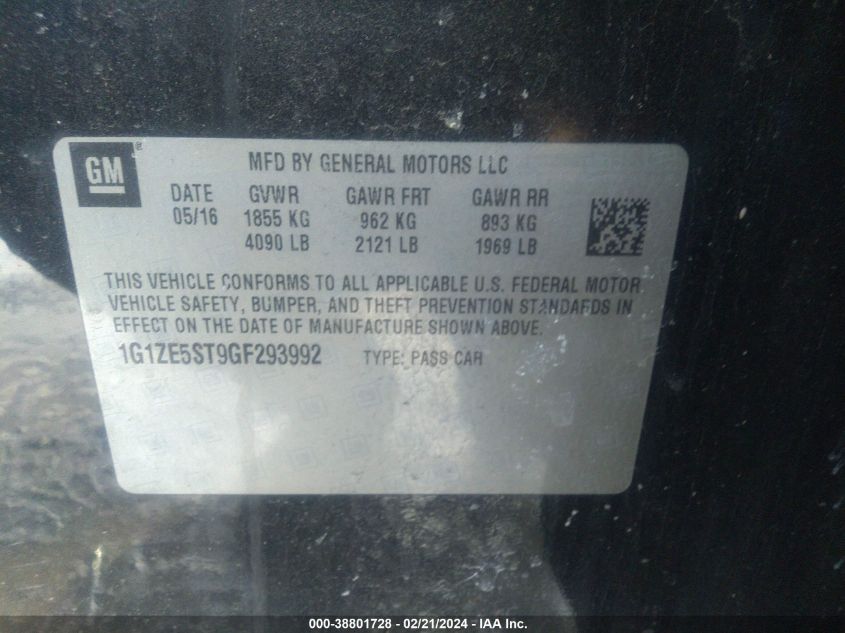 GM
MFD BY GENERAL MOTORS LLC
DATE GVWR GAWR FRT GAWR RR
05/16 1855 KG 962 KG 893 KG
4090 LB 2121 LB 1969 LB
THIS VEHICLE CONFORMS TO ALL APPLICABLE U.S. FEDERAL MOTOR
VEHICLE SAFETY, BUMPER, AND THEFT PREVENTION STANDARDS IN
EFFECT ON THE DATE OF MANUFACTURE SHOWN ABOVE.
1G1ZE5ST9GF293992 TYPE: PASS CAR
000-38801728 - 02/21/2024 - IAA Inc.